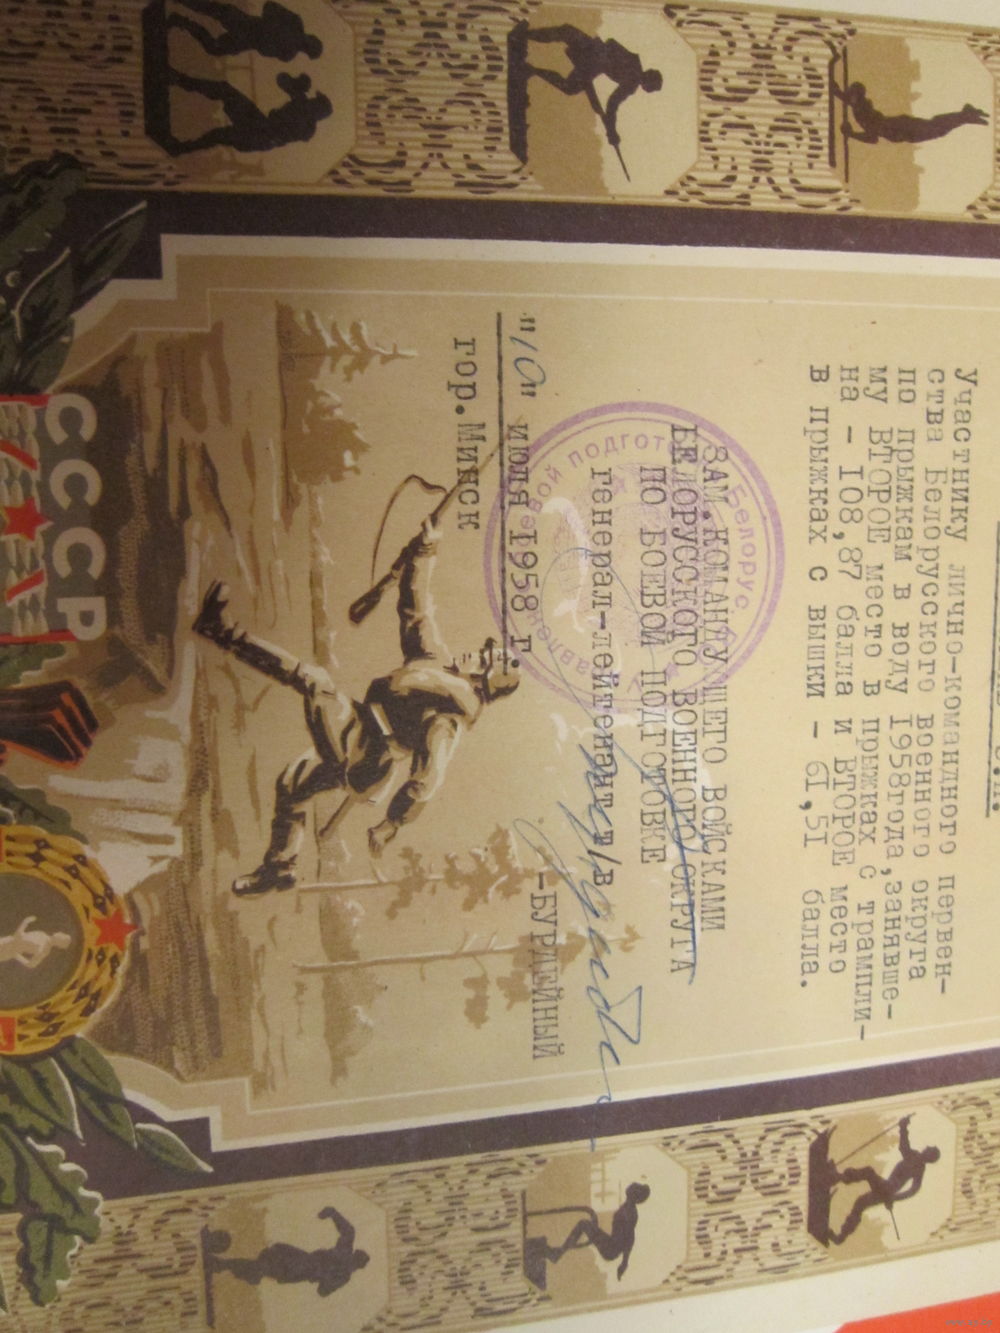 Участнику лично-командного первен-
ства Белорусского военного округа
по прыжкам в воду 1958года,занявше-
му ВТОРОЕ место в прыжках с трампли-
на - 108,87 балла и ВТОРОЕ место
в прыжках с вышки - 61,51 балла.
ЗАМ.КОМАНДУЩЕГО ВОЙСКАМИ
БЕЛОРУССКОГО ВОЕННОГО ОКРУГА
ПО БОЕВОЙ ПОДГОТОВКЕ
генерал-лейтенант т/в
-БУРДЕЙНЫЙ
"10" июля 1958 г.
гор.Минск
СССР